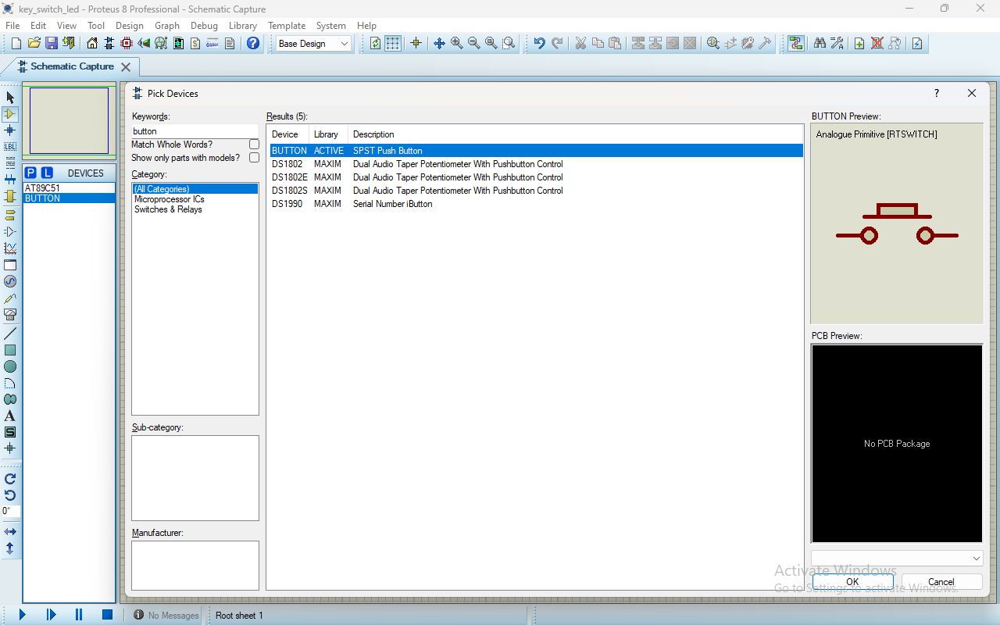 key_switch_led - Proteus 8 Professional - Schematic Capture
File Edit View Tool Design Graph Debug Library Template System Help
Base Design
Schematic Capture
Pick Devices
P L DEVICES
AT89C51
BUTTON
LBL
A
S
0°
Keywords:
button
Match Whole Words?
Show only parts with models?
Category:
(All Categories)
Microprocessor ICs
Switches & Relays
Sub-category:
Manufacturer:
Results (5):
Device Library Description
BUTTON ACTIVE SPST Push Button
DS1802 MAXIM Dual Audio Taper Potentiometer With Pushbutton Control
DS1802E MAXIM Dual Audio Taper Potentiometer With Pushbutton Control
DS1802S MAXIM Dual Audio Taper Potentiometer With Pushbutton Control
DS1990 MAXIM Serial Number iButton
BUTTON Preview:
Analogue Primitive [RTSWITCH]
PCB Preview:
No PCB Package
Activate Windows
Go to Settings to activate Windows.
OK Cancel
No Messages Root sheet 1